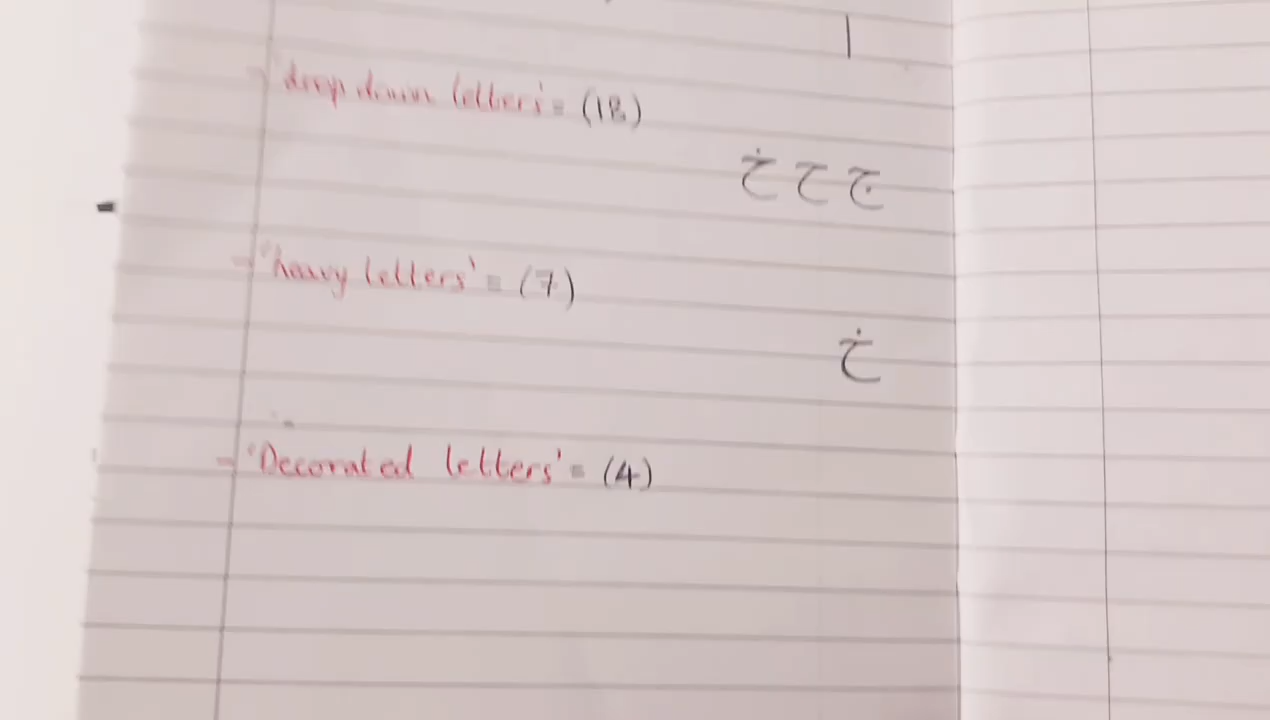 ا
- 'drop down letters' = (18)
ج ح خ
- 'heavy letters' = (7)
خ
- 'Decorated letters' = (4)